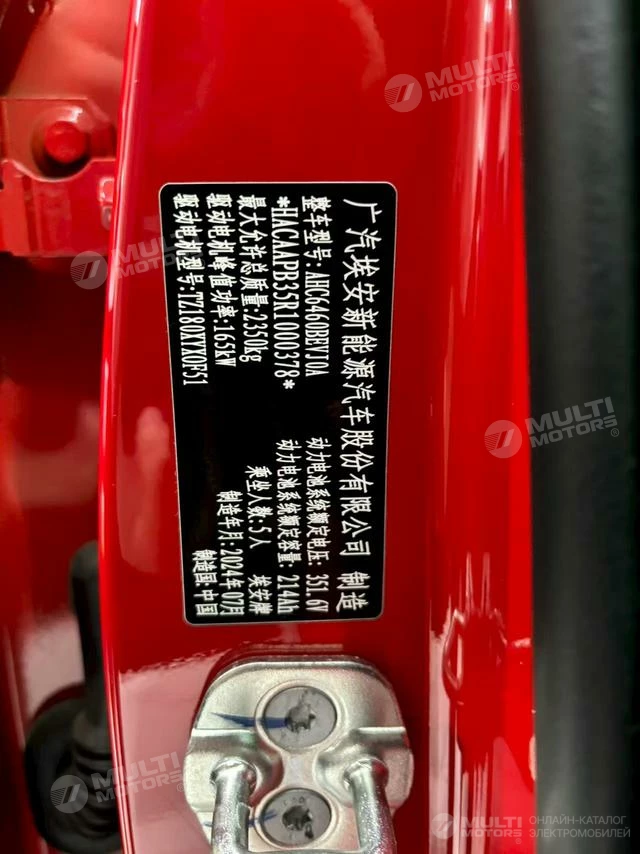 广汽埃安新能源汽车股份有限公司 制造
整车型号:AHC6460BEVJ0A 动力电池系统额定电压: 351.6V
*HACAAPB35R1000378* 动力电池系统额定容量: 214Ah
最大允许总质量:2350kg 乘坐人数:5人 埃安牌
驱动电机峰值功率:165kW 制造年月:2024年07月
驱动电机型号:TZ180XYX0F51 制造国:中国
MULTI MOTORS
MULTI MOTORS
MULTI MOTORS
MULTI MOTORS
MULTI MOTORS
ОНЛАЙН-КАТАЛОГ
ЭЛЕКТРОМОБИЛЕЙ